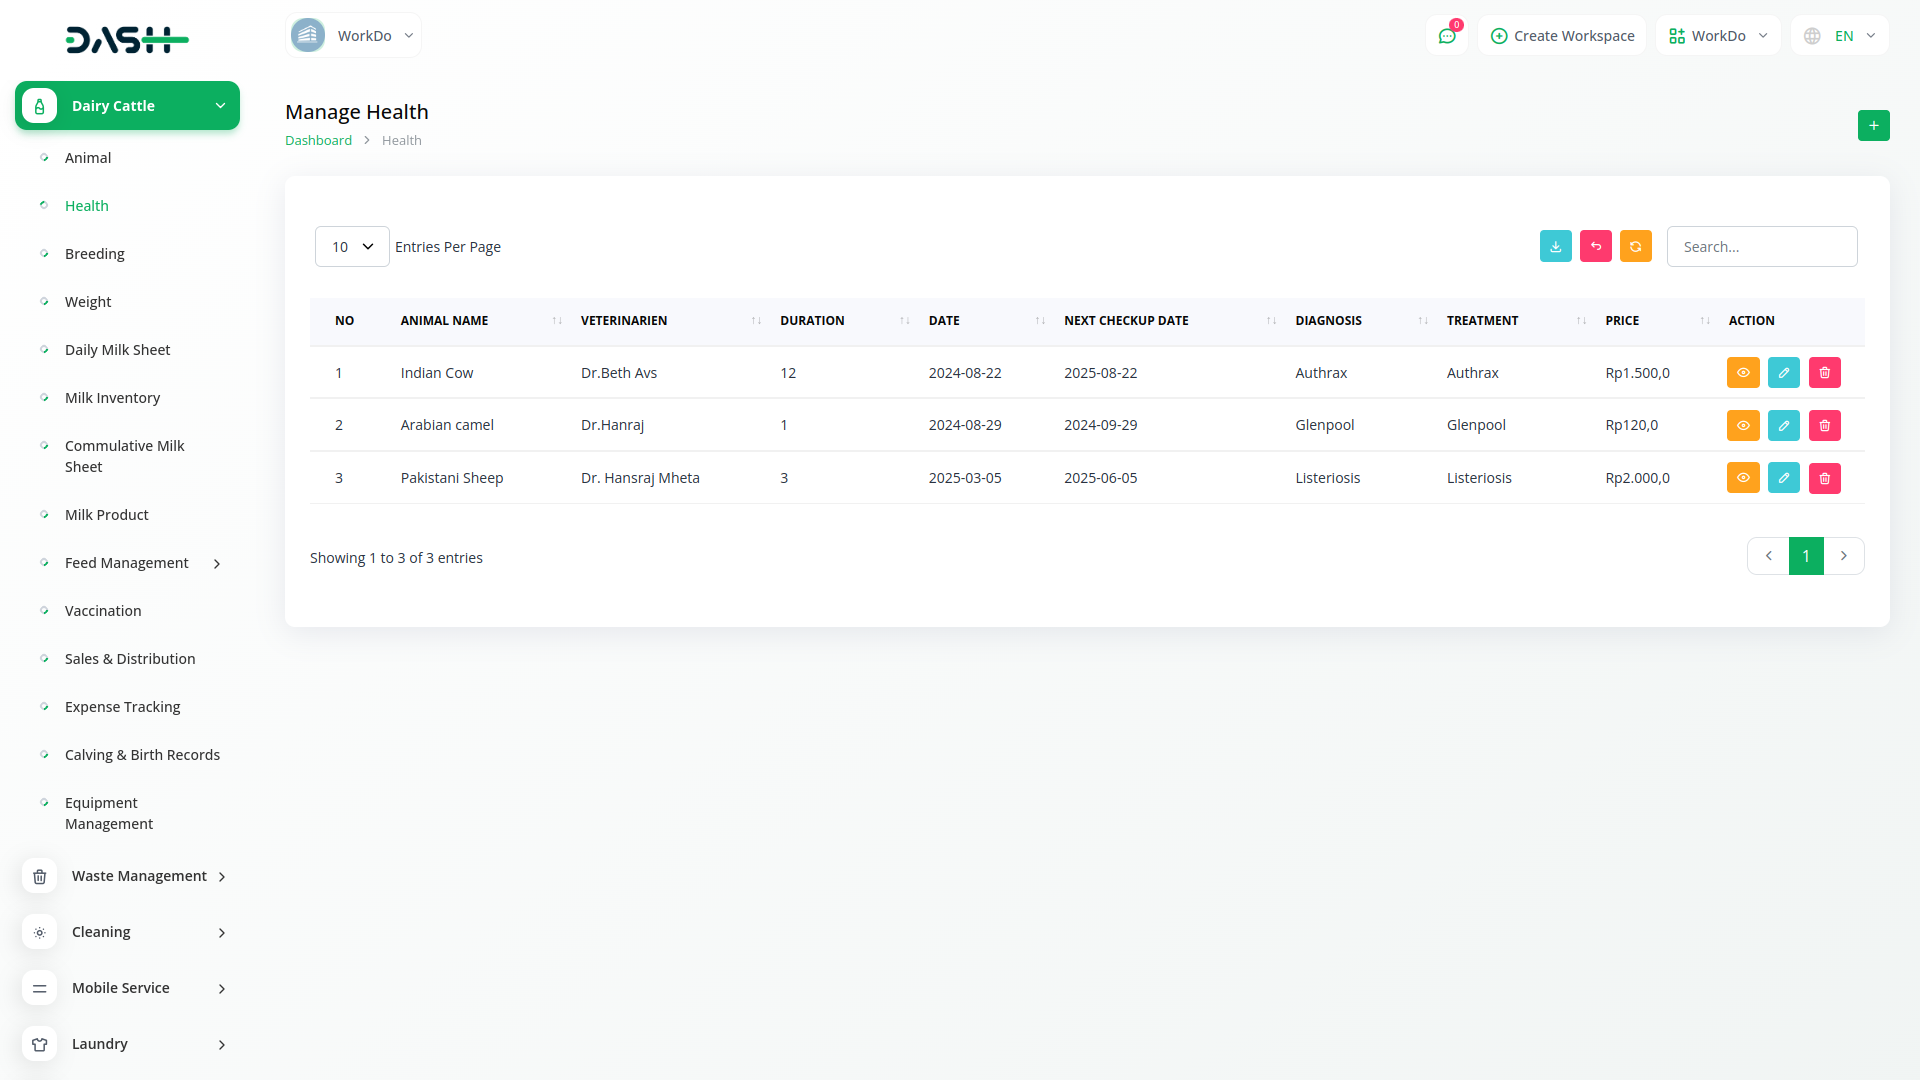 DASH
WorkDo
0
Create Workspace
WorkDo
EN
Dairy Cattle
Animal
Health
Breeding
Weight
Daily Milk Sheet
Milk Inventory
Commulative Milk
Sheet
Milk Product
Feed Management
Vaccination
Sales & Distribution
Expense Tracking
Calving & Birth Records
Equipment
Management
Waste Management
Cleaning
Mobile Service
Laundry
Manage Health
Dashboard > Health
+
10 Entries Per Page
Search...
NO ANIMAL NAME VETERINARIEN DURATION DATE NEXT CHECKUP DATE DIAGNOSIS TREATMENT PRICE ACTION
1 Indian Cow Dr.Beth Avs 12 2024-08-22 2025-08-22 Authrax Authrax Rp1.500,0
2 Arabian camel Dr.Hanraj 1 2024-08-29 2024-09-29 Glenpool Glenpool Rp120,0
3 Pakistani Sheep Dr. Hansraj Mheta 3 2025-03-05 2025-06-05 Listeriosis Listeriosis Rp2.000,0
Showing 1 to 3 of 3 entries
1